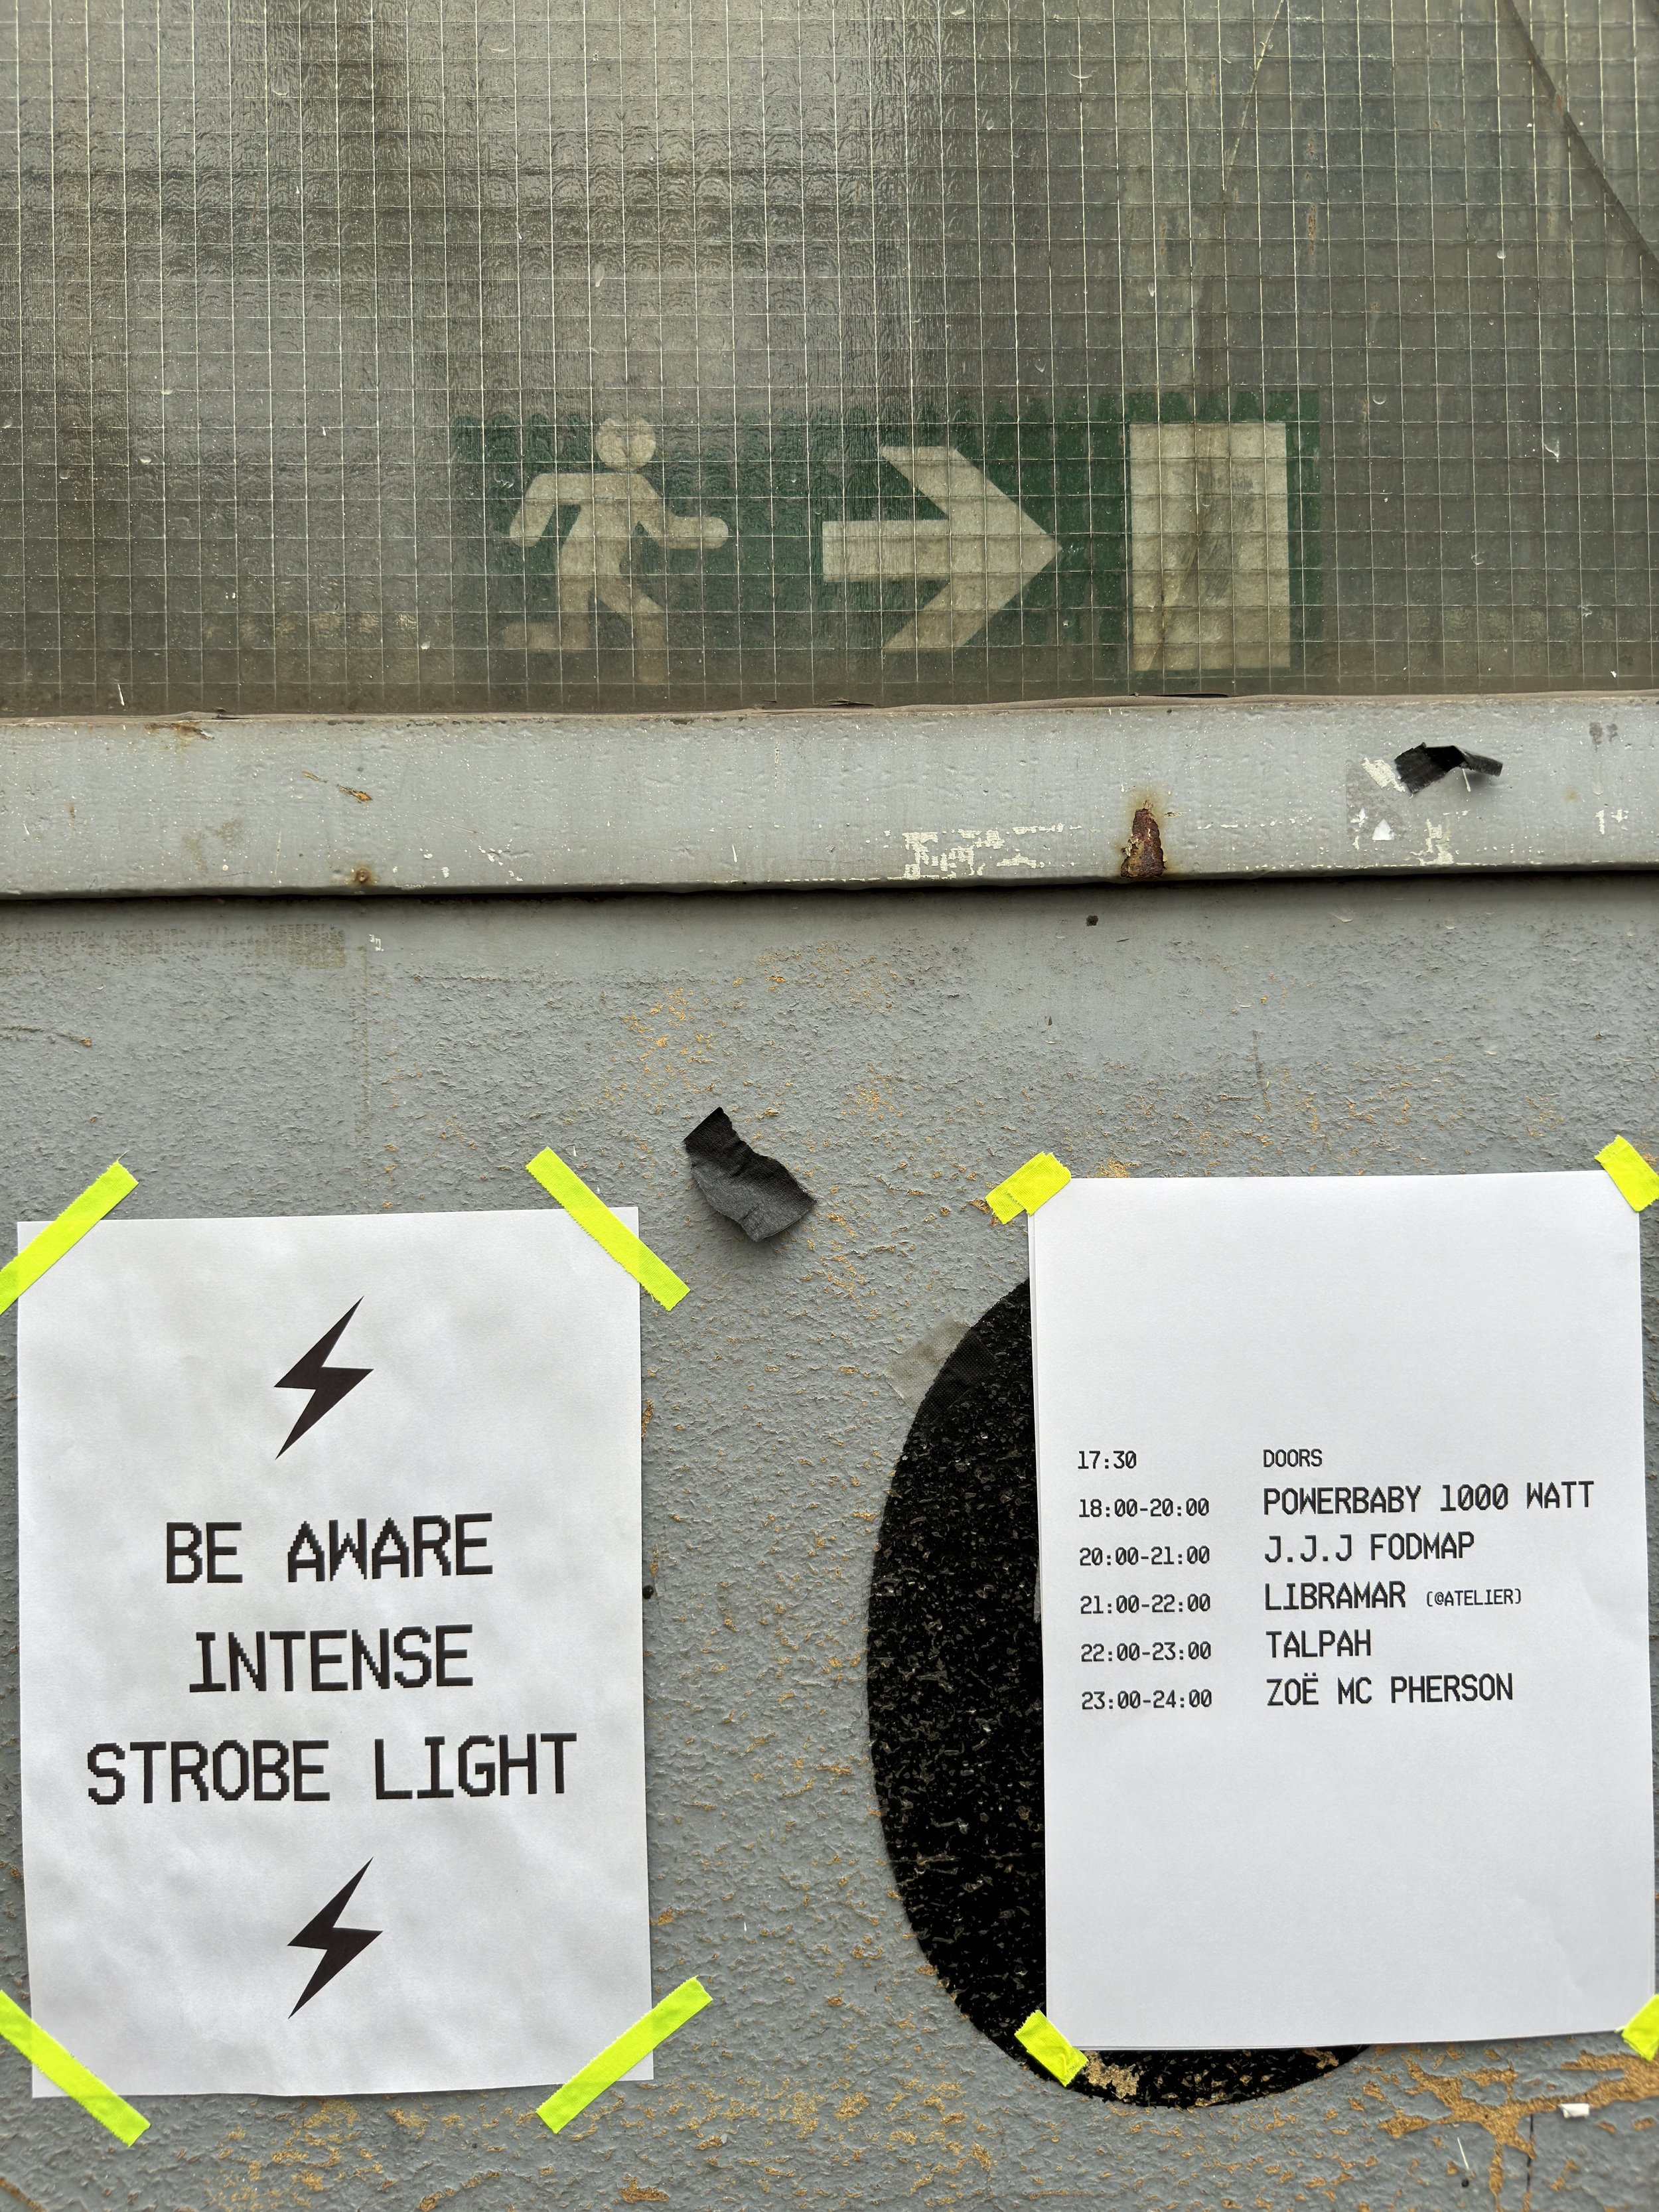 BE AWARE
INTENSE
STROBE LIGHT
17:30 DOORS
18:00-20:00 POWERBABY 1000 WATT
20:00-21:00 J.J.J FODMAP
21:00-22:00 LIBRAMAR (@ATELIER)
22:00-23:00 TALPAH
23:00-24:00 ZOË MC PHERSON